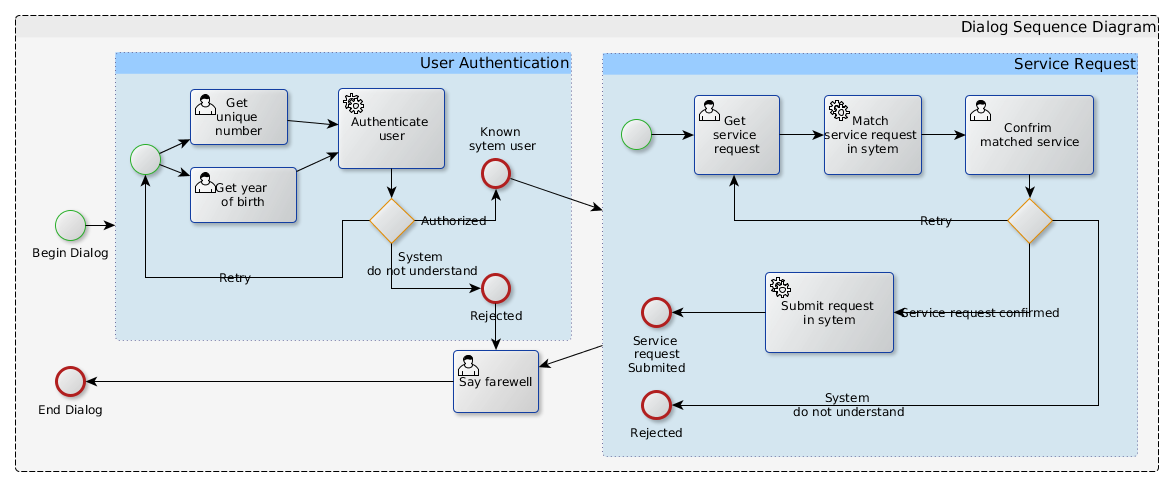 Dialog Sequence Diagram
User Authentication
Get
unique
number
Authenticate
user
Get year
of birth
Known
sytem user
Authorized
System
do not understand
Retry
Rejected
Begin Dialog
Say farewell
End Dialog
Service Request
Get
service
request
Match
service request
in sytem
Confrim
matched service
Retry
Submit request
in sytem
Service request confirmed
Service
request
Submited
System
do not understand
Rejected